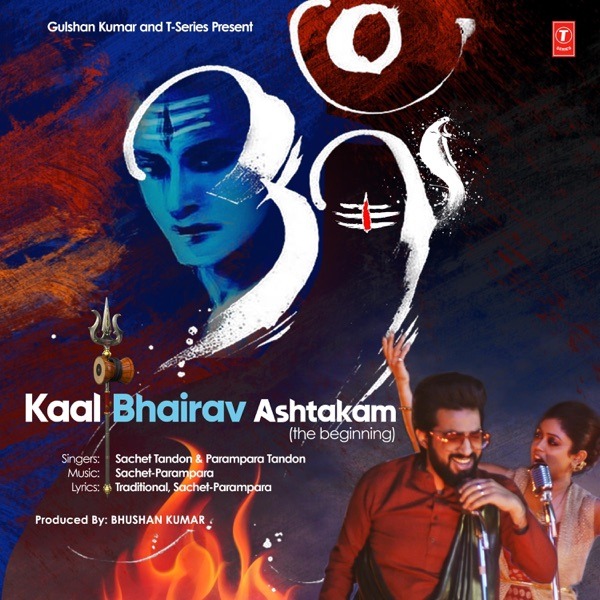 Gulshan Kumar and T-Series Present
T
SERIES
ॐ
Kaal Bhairav Ashtakam
(the beginning)
Singers: Sachet Tandon & Parampara Tandon
Music: Sachet-Parampara
Lyrics: Traditional, Sachet-Parampara
Produced By: BHUSHAN KUMAR